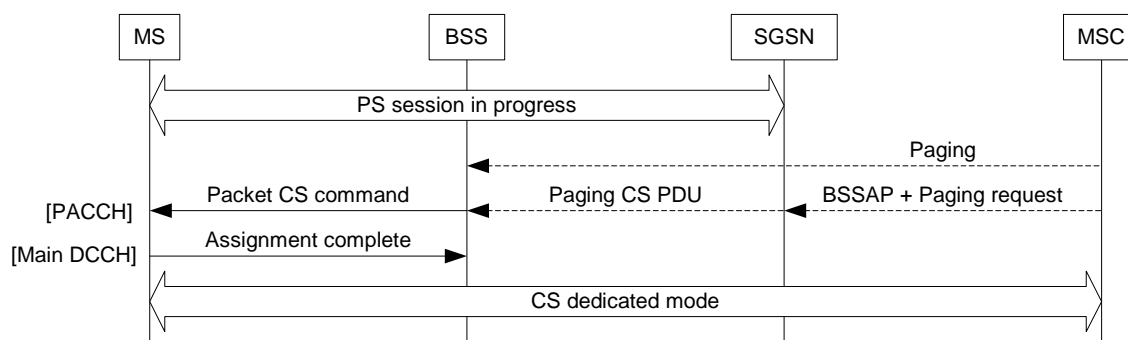 MS
BSS
SGSN
MSC
PS session in progress
Paging
[PACCH]
Packet CS command
Paging CS PDU
BSSAP + Paging request
[Main DCCH]
Assignment complete
CS dedicated mode